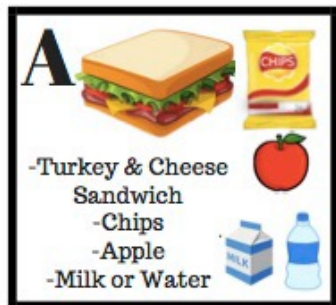 A
CHIPS
-Turkey & Cheese
Sandwich
-Chips
-Apple
-Milk or Water
MILK